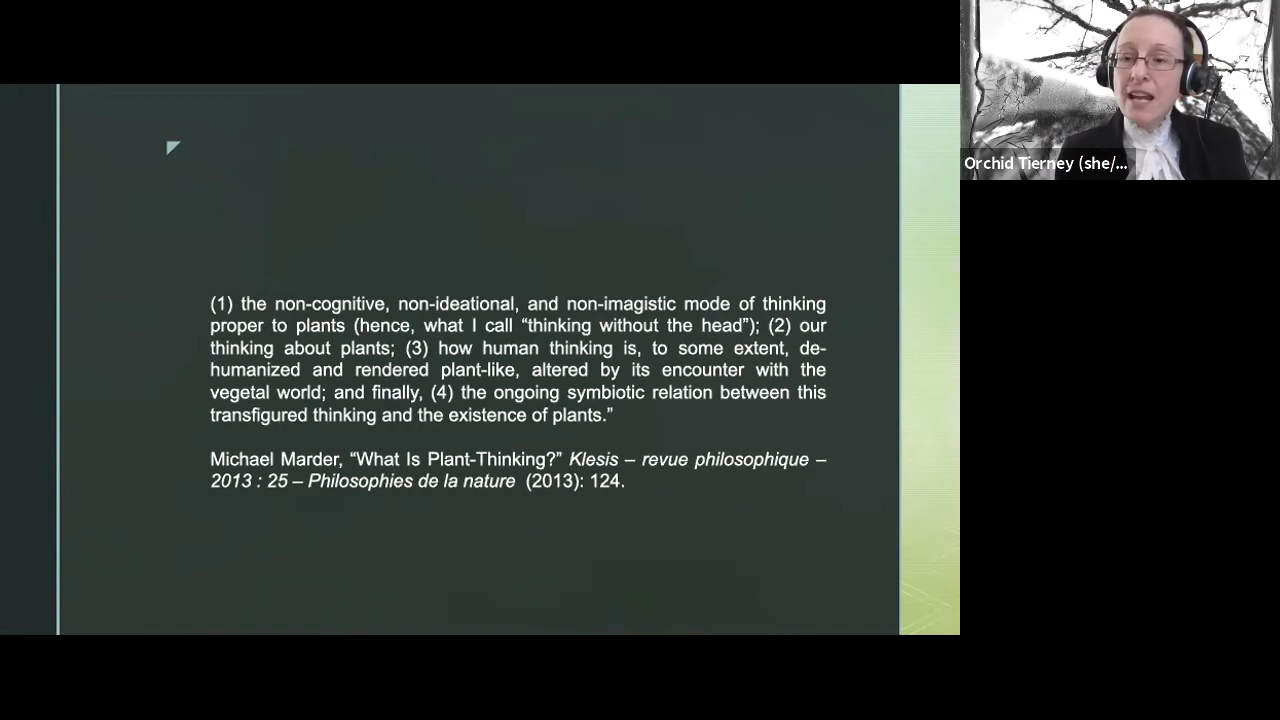 (1) the non-cognitive, non-ideational, and non-imagistic mode of thinking
proper to plants (hence, what I call “thinking without the head”); (2) our
thinking about plants; (3) how human thinking is, to some extent, de-
humanized and rendered plant-like, altered by its encounter with the
vegetal world; and finally, (4) the ongoing symbiotic relation between this
transfigured thinking and the existence of plants.”
Michael Marder, “What Is Plant-Thinking?” Klesis – revue philosophique –
2013 : 25 – Philosophies de la nature (2013): 124.
Orchid Tierney (she/...